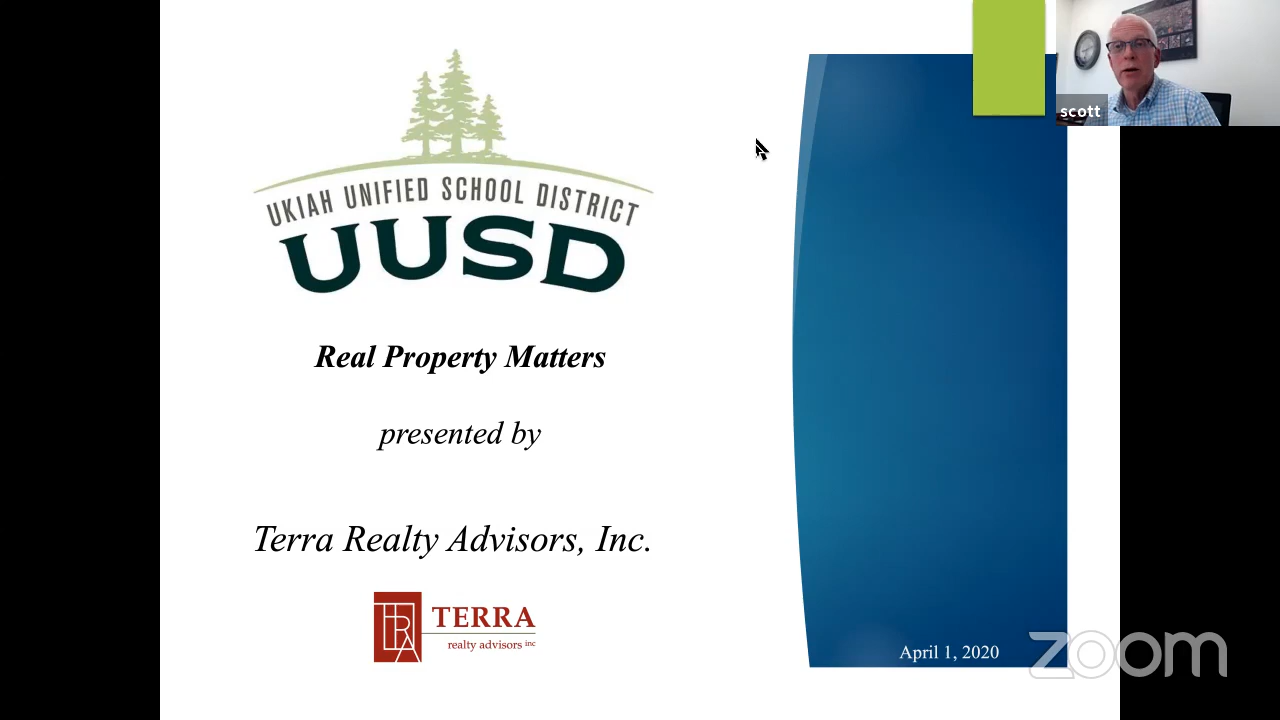 UKIAH UNIFIED SCHOOL DISTRICT
UUSD
Real Property Matters
presented by
Terra Realty Advisors, Inc.
TERRA
realty advisors inc
April 1, 2020
scott
zoom